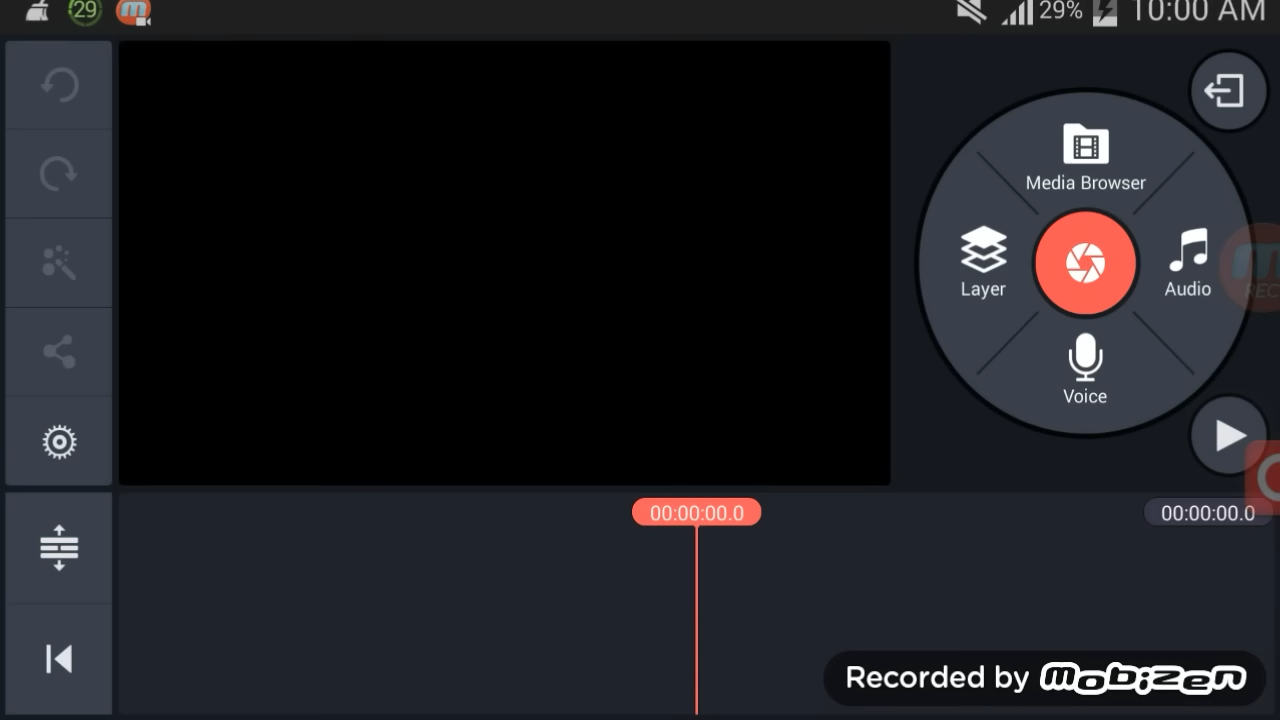 29
m
29%
10:00 AM
Media Browser
Layer
Audio
REC
Voice
00:00:00.0
00:00:00.0
Recorded by mobizen